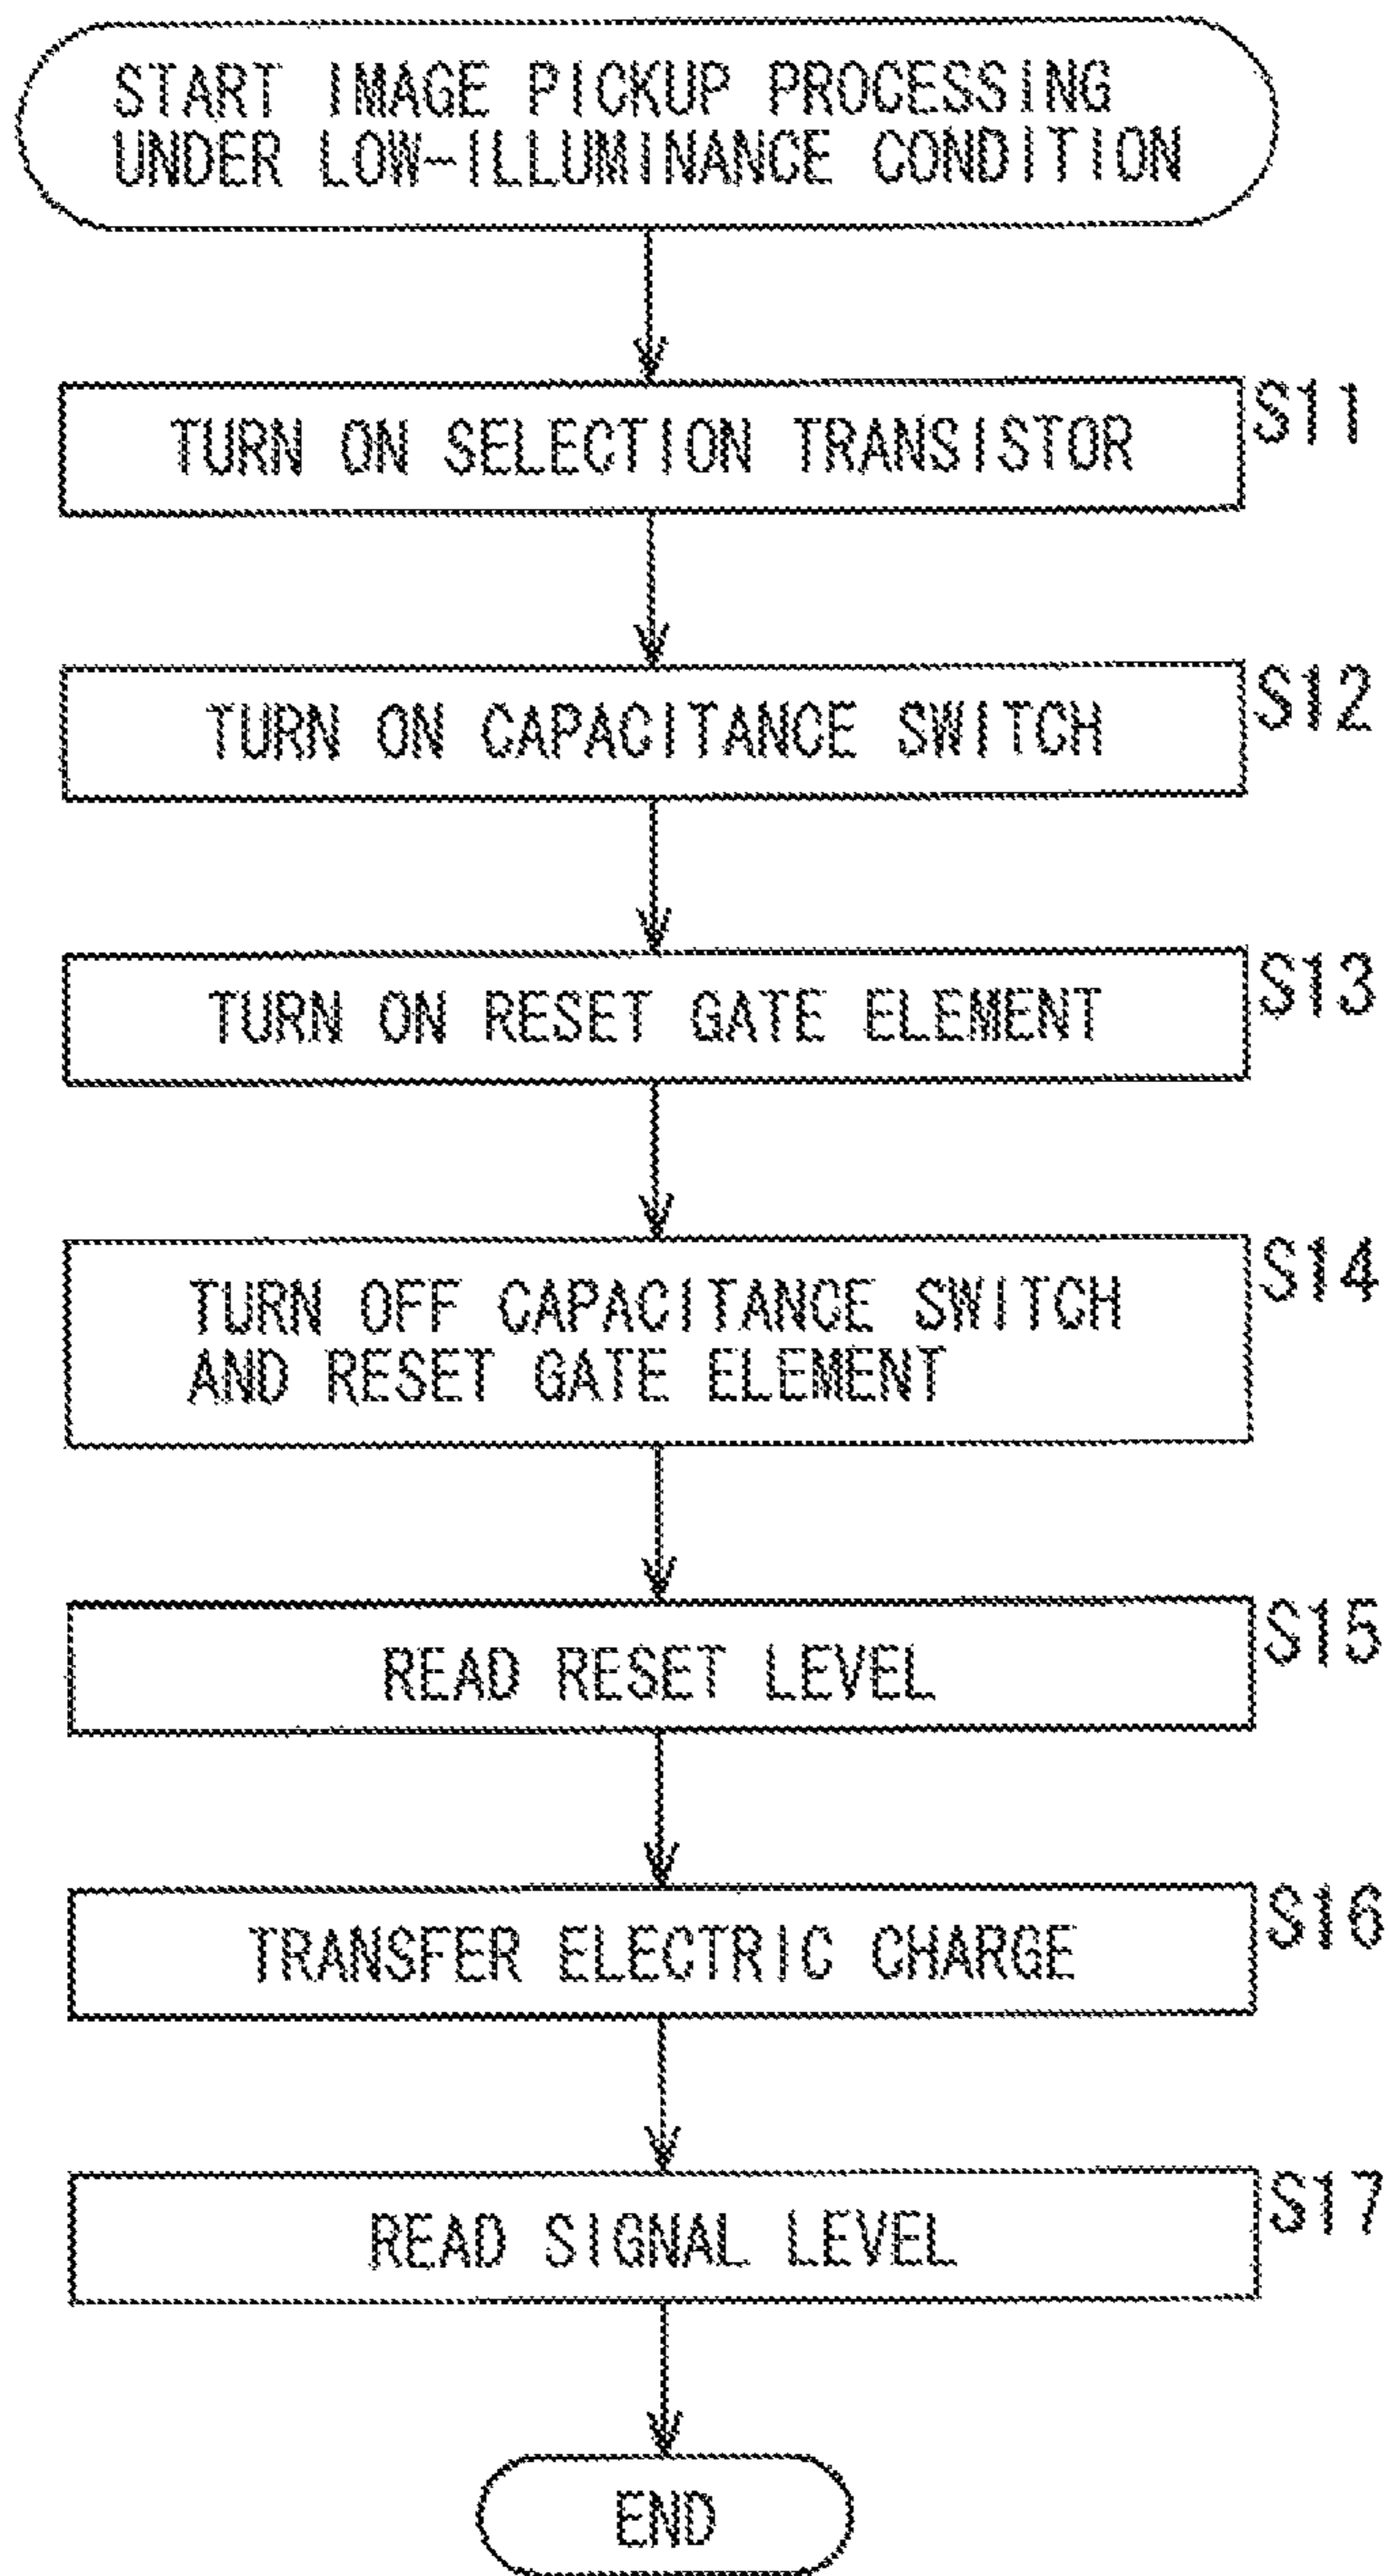 START IMAGE PICKUP PROCESSING
UNDER LOW-ILLUMINANCE CONDITION
TURN ON SELECTION TRANSISTOR
S11
TURN ON CAPACITANCE SWITCH
S12
TURN ON RESET GATE ELEMENT
S13
TURN OFF CAPACITANCE SWITCH
AND RESET GATE ELEMENT
S14
READ RESET LEVEL
S15
TRANSFER ELECTRIC CHARGE
S16
READ SIGNAL LEVEL
S17
END